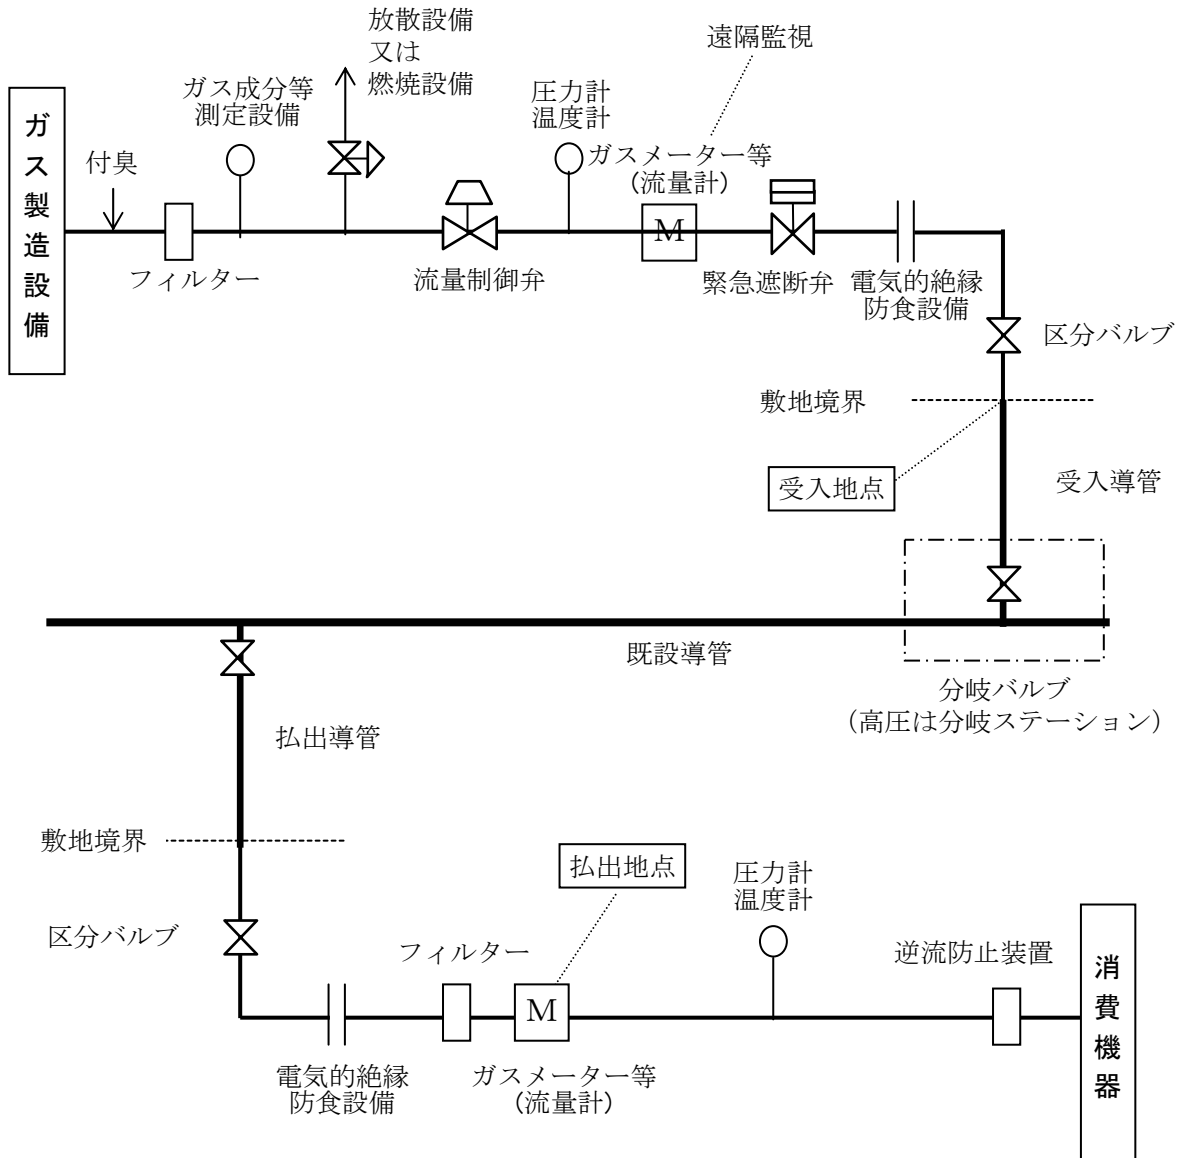 放散設備
又は
燃焼設備
遠隔監視
ガス成分等
測定設備
圧力計
温度計
ガス製造設備
付臭
ガスメーター等
(流量計)
M
フィルター
流量制御弁
緊急遮断弁
電気的絶縁
防食設備
区分バルブ
敷地境界
受入地点
受入導管
既設導管
分岐バルブ
(高圧は分岐ステーション)
払出導管
敷地境界
払出地点
圧力計
温度計
区分バルブ
フィルター
逆流防止装置
消費機器
M
電気的絶縁
防食設備
ガスメーター等
(流量計)